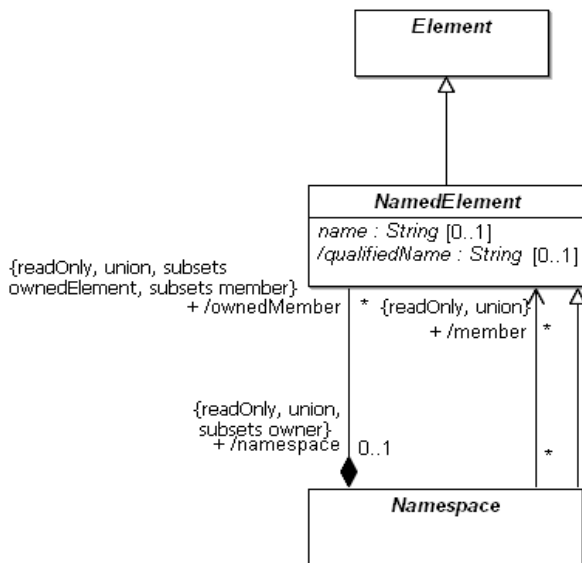 Element
NamedElement
name : String [0..1]
/qualifiedName : String [0..1]
{readOnly, union, subsets
ownedElement, subsets member}
+ /ownedMember
*
{readOnly, union}
+ /member
*
{readOnly, union,
subsets owner}
+ /namespace
0..1
*
Namespace